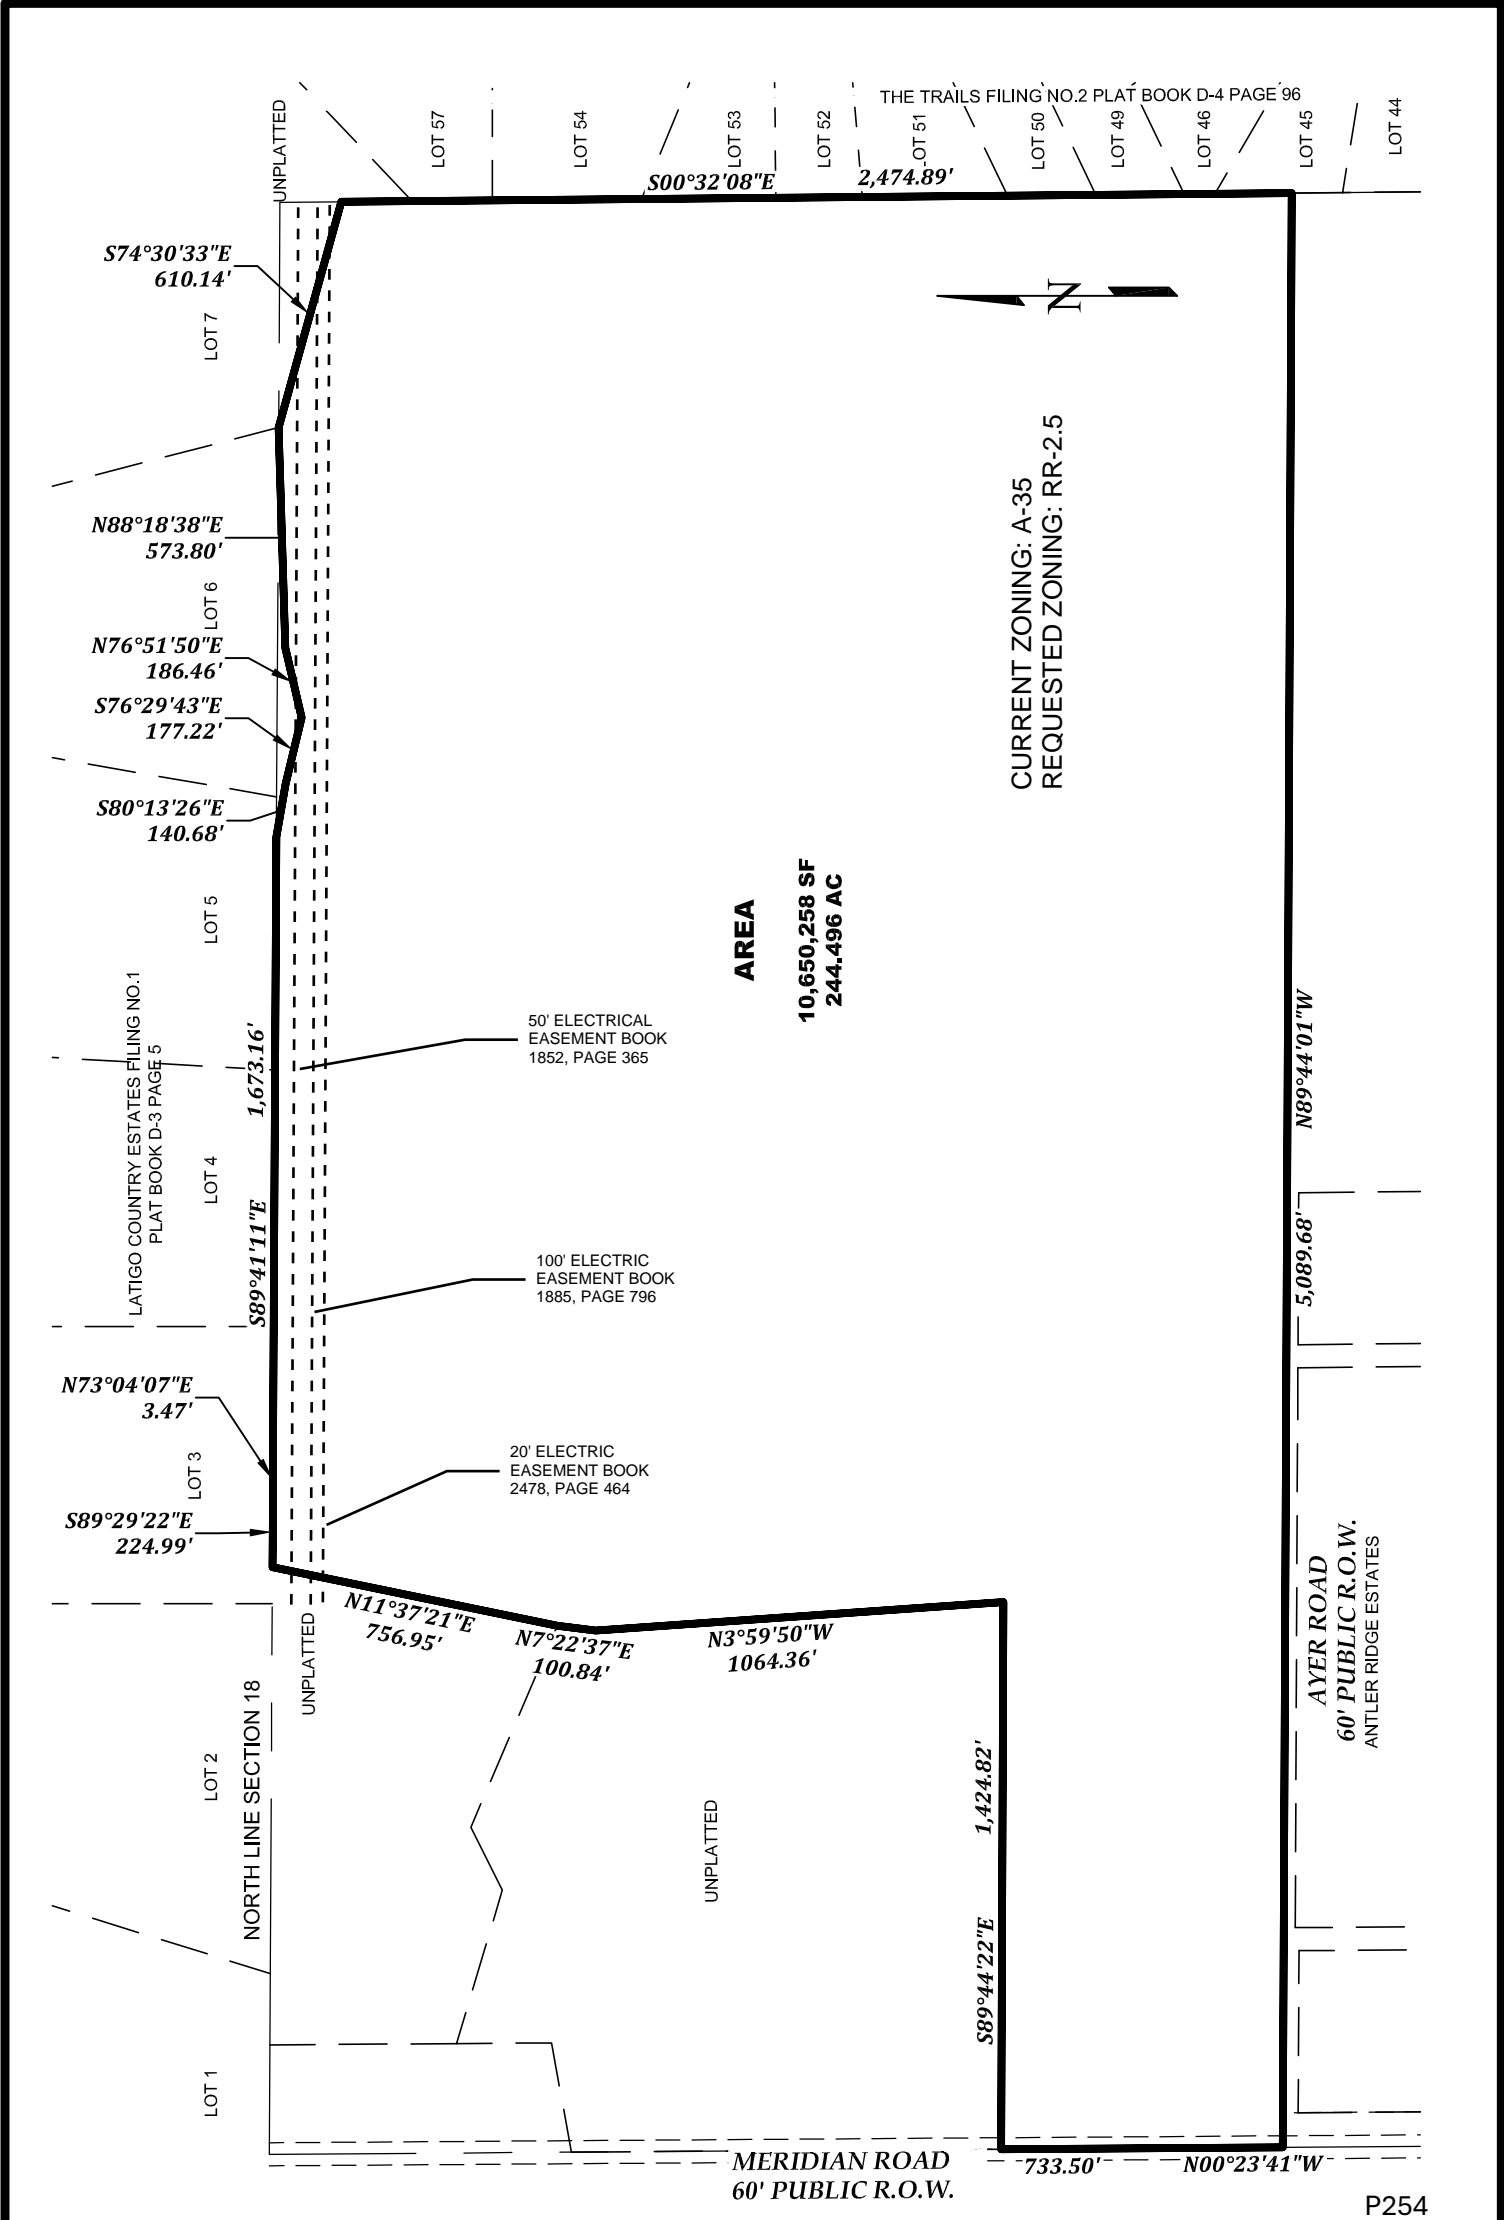 THE TRAILS FILING NO.2 PLAT BOOK D-4 PAGE 96
UNPLATTED
LOT 57
LOT 54
LOT 53
LOT 52
LOT 51
LOT 50
LOT 49
LOT 46
LOT 45
LOT 44
S00°32'08"E
2,474.89'
S74°30'33"E
610.14'
LOT 7
N
N88°18'38"E
573.80'
CURRENT ZONING: A-35
REQUESTED ZONING: RR-2.5
LOT 6
N76°51'50"E
186.46'
S76°29'43"E
177.22'
S80°13'26"E
140.68'
LOT 5
AREA
10,650,258 SF
244.496 AC
LATIGO COUNTRY ESTATES FILING NO.1
PLAT BOOK D-3 PAGE 5
S89°41'11"E
1,673.16'
50' ELECTRICAL
EASEMENT BOOK
1852, PAGE 365
N89°44'01"W
5,089.68'
LOT 4
100' ELECTRIC
EASEMENT BOOK
1885, PAGE 796
N73°04'07"E
3.47'
LOT 3
20' ELECTRIC
EASEMENT BOOK
2478, PAGE 464
S89°29'22"E
224.99'
AYER ROAD
60' PUBLIC R.O.W.
ANTLER RIDGE ESTATES
N11°37'21"E
756.95'
N7°22'37"E
100.84'
N3°59'50"W
1064.36'
UNPLATTED
NORTH LINE SECTION 18
LOT 2
UNPLATTED
S89°44'22"E
1,424.82'
LOT 1
MERIDIAN ROAD
60' PUBLIC R.O.W.
733.50'
N00°23'41"W
P254